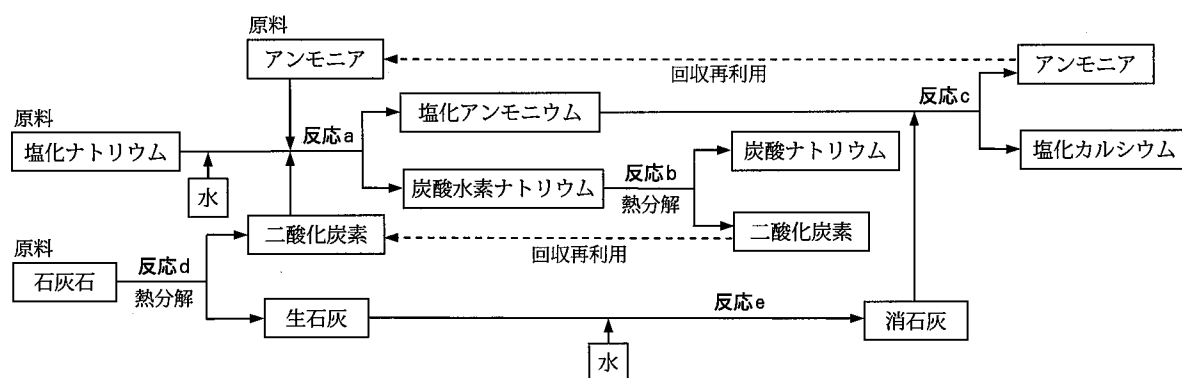 原料
アンモニア
アンモニア
回収再利用
原料
塩化ナトリウム
水
反応a
塩化アンモニウム
反応c
炭酸水素ナトリウム
反応b
熱分解
炭酸ナトリウム
塩化カルシウム
二酸化炭素
二酸化炭素
回収再利用
原料
石灰石
反応d
熱分解
生石灰
反応e
水
消石灰